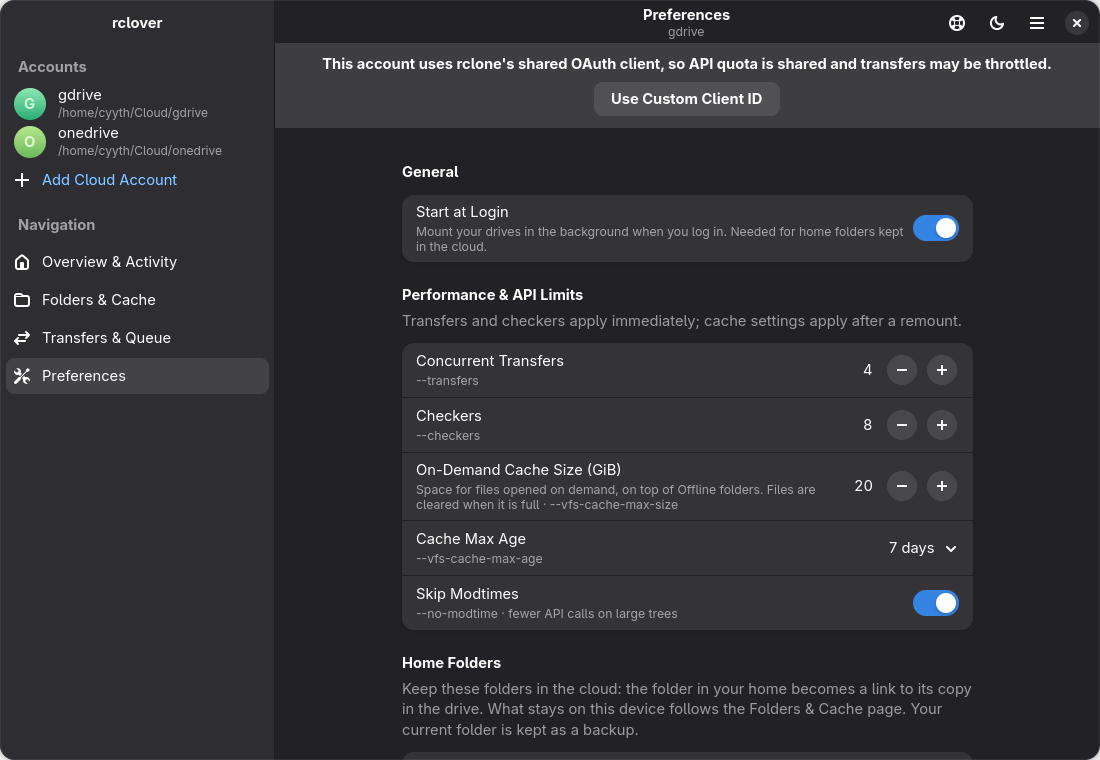 rclover
Accounts
G
gdrive
/home/cyyth/Cloud/gdrive
O
onedrive
/home/cyyth/Cloud/onedrive
Add Cloud Account
Navigation
Overview & Activity
Folders & Cache
Transfers & Queue
Preferences
Preferences
gdrive
This account uses rclone's shared OAuth client, so API quota is shared and transfers may be throttled.
Use Custom Client ID
General
Start at Login
Mount your drives in the background when you log in. Needed for home folders kept
in the cloud.
Performance & API Limits
Transfers and checkers apply immediately; cache settings apply after a remount.
Concurrent Transfers
--transfers
4
Checkers
--checkers
8
On-Demand Cache Size (GiB)
Space for files opened on demand, on top of Offline folders. Files are
cleared when it is full · --vfs-cache-max-size
20
Cache Max Age
--vfs-cache-max-age
7 days
Skip Modtimes
--no-modtime · fewer API calls on large trees
Home Folders
Keep these folders in the cloud: the folder in your home becomes a link to its copy
in the drive. What stays on this device follows the Folders & Cache page. Your
current folder is kept as a backup.